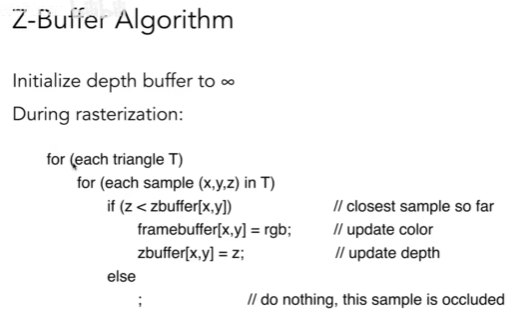 Z-Buffer Algorithm
Initialize depth buffer to ∞
During rasterization:
for (each triangle T)
for (each sample (x,y,z) in T)
if (z < zbuffer[x,y]) // closest sample so far
framebuffer[x,y] = rgb; // update color
zbuffer[x,y] = z; // update depth
else
; // do nothing, this sample is occluded